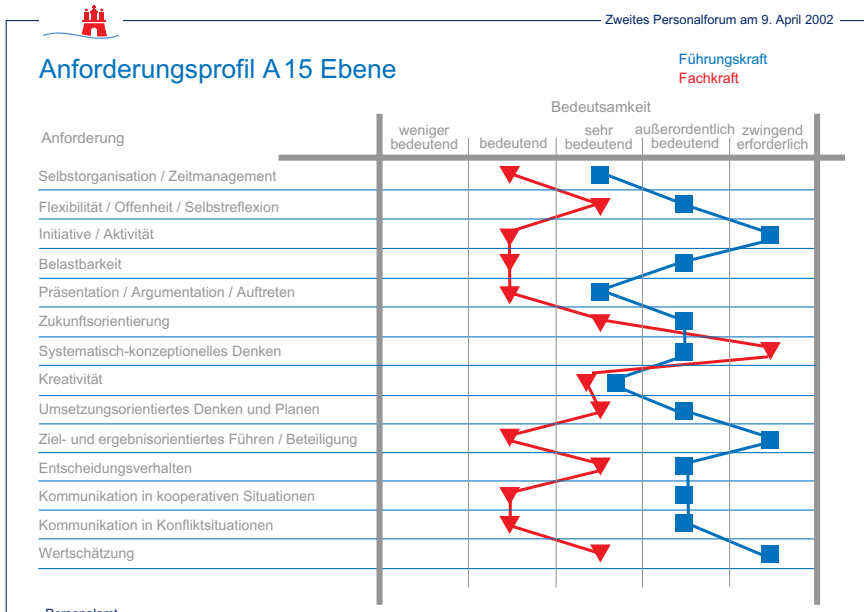 Zweites Personalforum am 9. April 2002
Anforderungsprofil A 15 Ebene
Führungskraft
Fachkraft
Bedeutsamkeit
Anforderung
weniger bedeutend
bedeutend
sehr bedeutend
außerordentlich bedeutend
zwingend erforderlich
Selbstorganisation / Zeitmanagement
Flexibilität / Offenheit / Selbstreflexion
Initiative / Aktivität
Belastbarkeit
Präsentation / Argumentation / Auftreten
Zukunftsorientierung
Systematisch-konzeptionelles Denken
Kreativität
Umsetzungsorientiertes Denken und Planen
Ziel- und ergebnisorientiertes Führen / Beteiligung
Entscheidungsverhalten
Kommunikation in kooperativen Situationen
Kommunikation in Konfliktsituationen
Wertschätzung
Personalamt